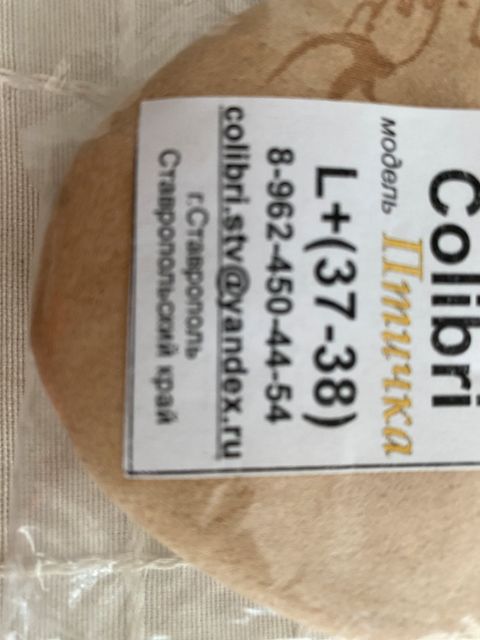 Colibri
модель Птичка
L+(37-38)
8-962-450-44-54
colibri.stv@yandex.ru
г.Ставрополь
Ставропольский край